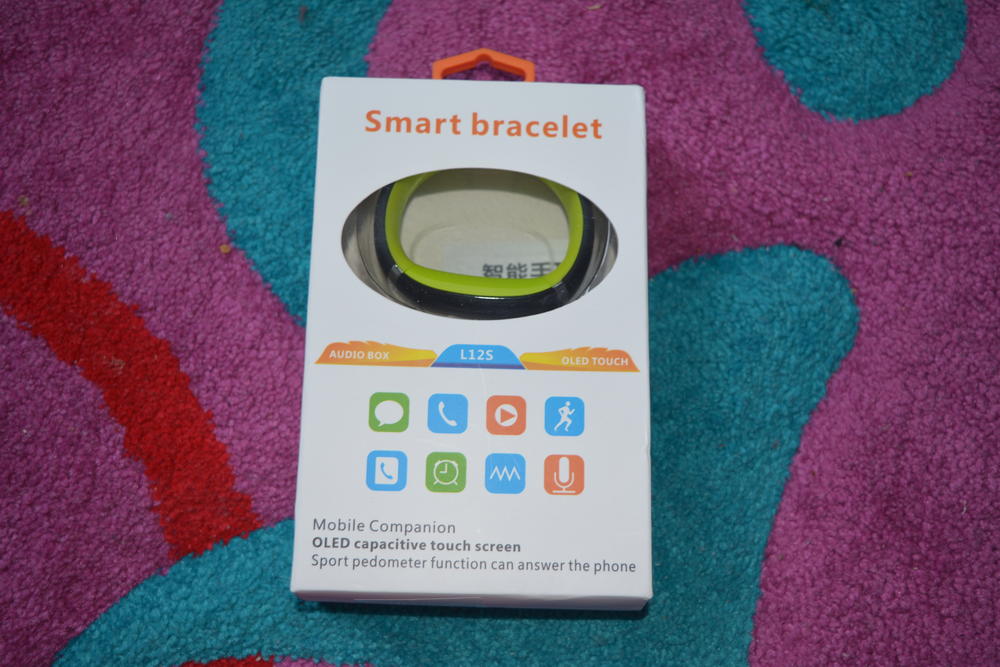 Smart bracelet
智能手
AUDIO BOX
L12S
OLED TOUCH
Mobile Companion
OLED capacitive touch screen
Sport pedometer function can answer the phone